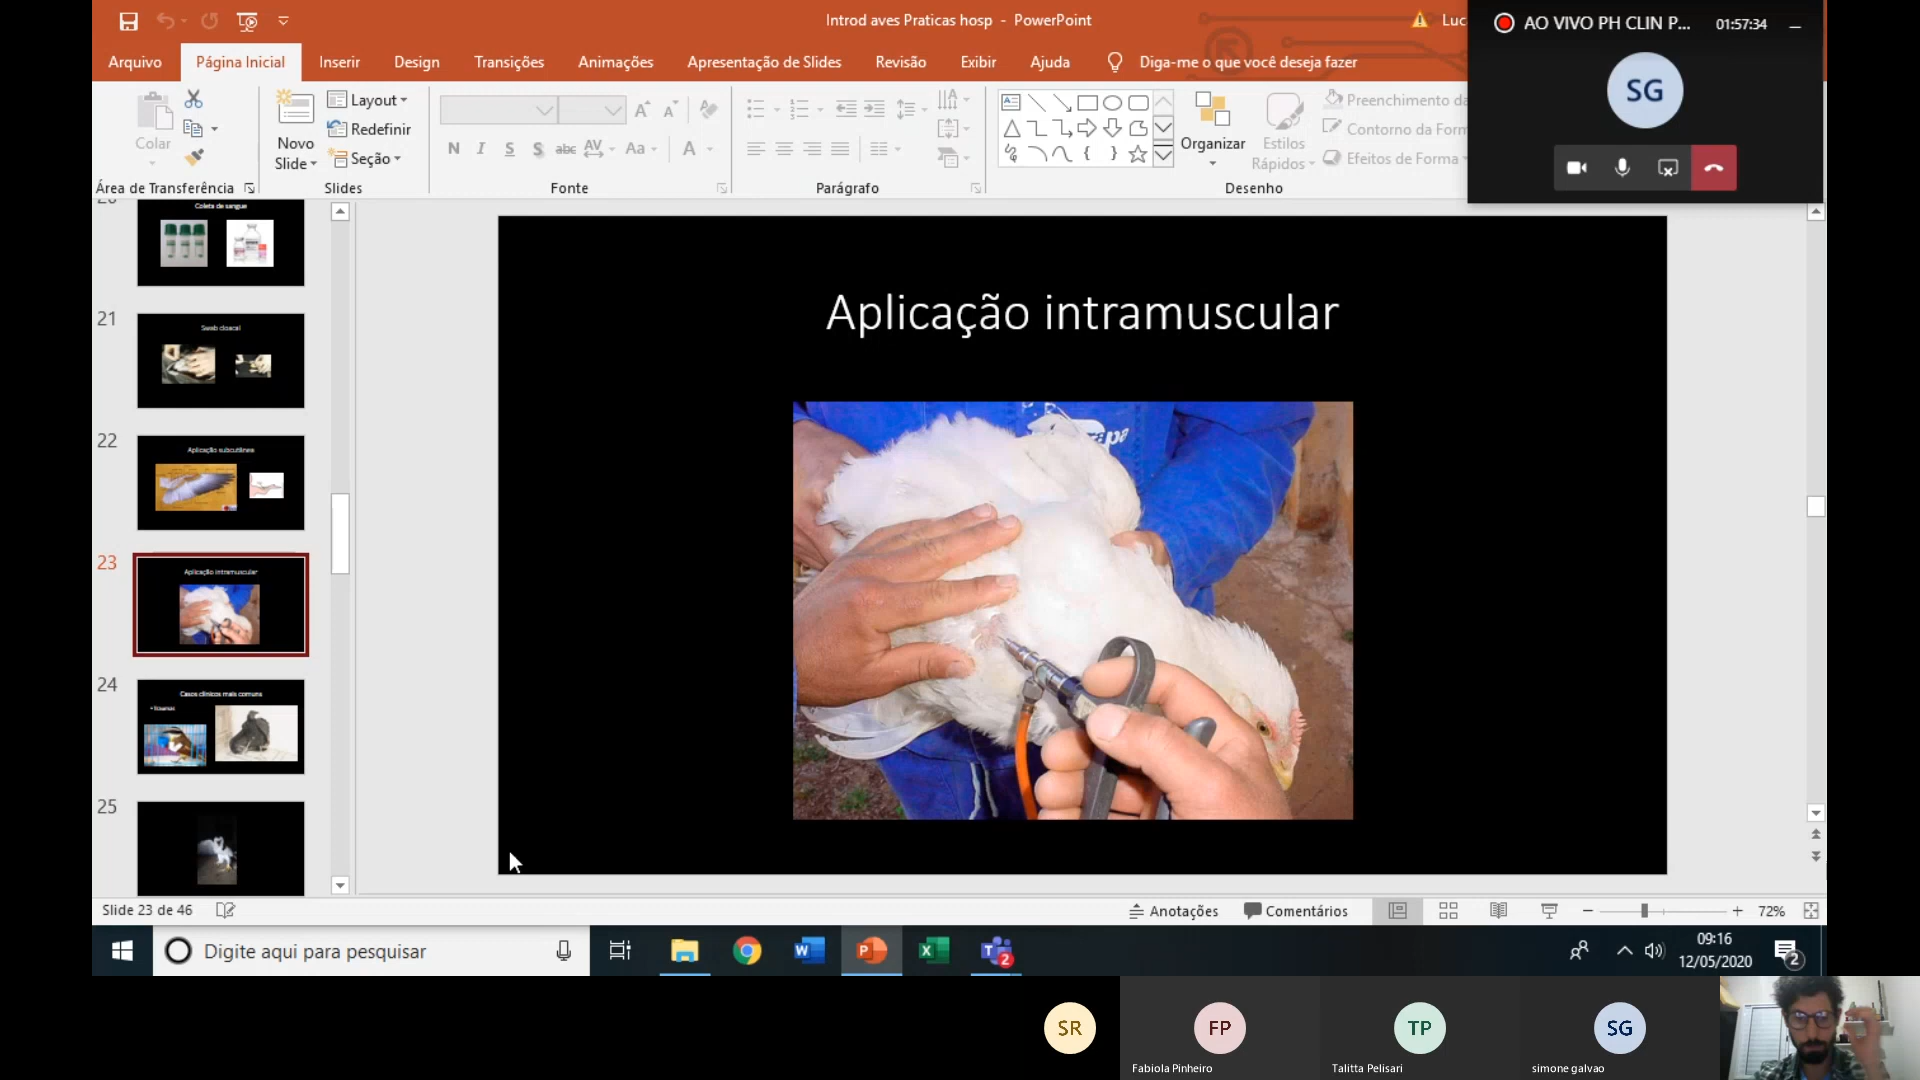 Introd aves Praticas hosp - PowerPoint
Luc
AO VIVO PH CLIN P...
01:57:34
SG
Arquivo
Página Inicial
Inserir
Design
Transições
Animações
Apresentação de Slides
Revisão
Exibir
Ajuda
Diga-me o que você deseja fazer
Colar
Novo
Slide
Layout
Redefinir
Seção
N I S S abc AV Aa A
Organizar
Estilos
Rápidos
Preenchimento da
Contorno da Form
Efeitos de Forma
Área de Transferência
Slides
Fonte
Parágrafo
Desenho
Coleta de sangue
21
Swab cloacal
22
Aplicação subcutânea
23
Aplicação intramuscular
24
Casos clínicos mais comuns
• Traumas
25
Aplicação intramuscular
Slide 23 de 46
Anotações
Comentários
72%
Digite aqui para pesquisar
2
09:16
12/05/2020
2
SR
FP
Fabiola Pinheiro
TP
Talitta Pelisari
SG
simone galvao